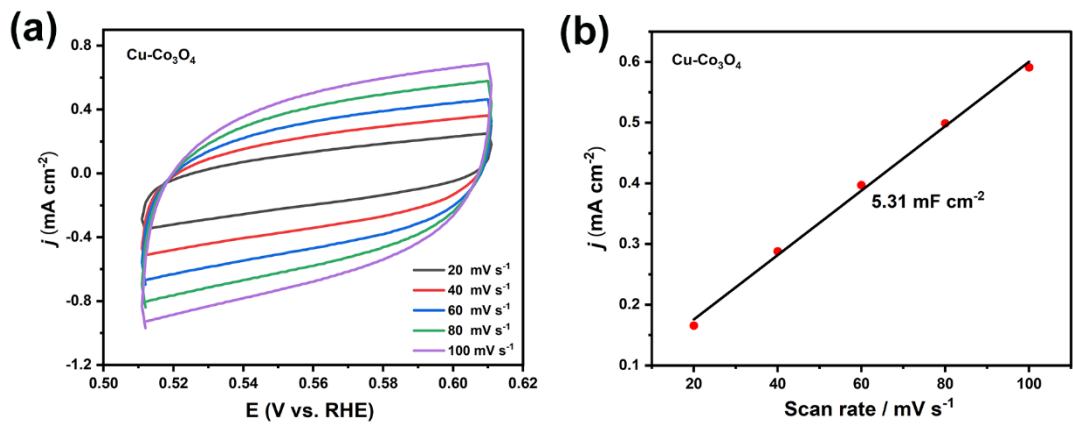 (a)
Cu-Co₃O₄
j (mA cm⁻²)
0.8
0.4
0.0
-0.4
-0.8
-1.2
20 mV s⁻¹
40 mV s⁻¹
60 mV s⁻¹
80 mV s⁻¹
100 mV s⁻¹
0.50 0.52 0.54 0.56 0.58 0.60 0.62
E (V vs. RHE)
(b)
Cu-Co₃O₄
j (mA cm⁻²)
0.6
0.5
0.4
0.3
0.2
0.1
5.31 mF cm⁻²
20 40 60 80 100
Scan rate / mV s⁻¹